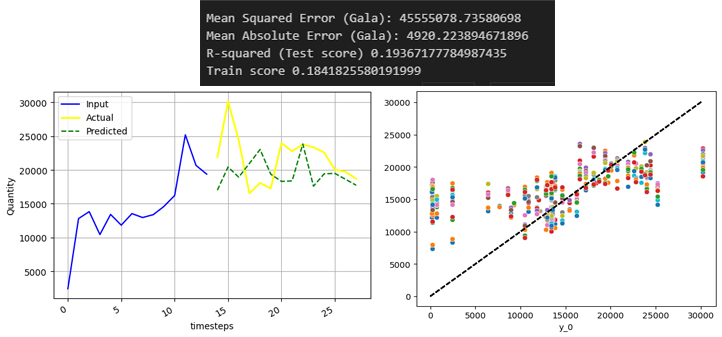 Mean Squared Error (Gala): 45555078.73580698
Mean Absolute Error (Gala): 4920.223894671896
R-squared (Test score) 0.19367177784987435
Train score 0.1841825580191999
30000
25000
20000
15000
10000
5000
Quantity
Input
Actual
Predicted
0
5
10
15
20
25
timesteps
30000
25000
20000
15000
10000
5000
0
0
5000
10000
15000
20000
25000
30000
y_0